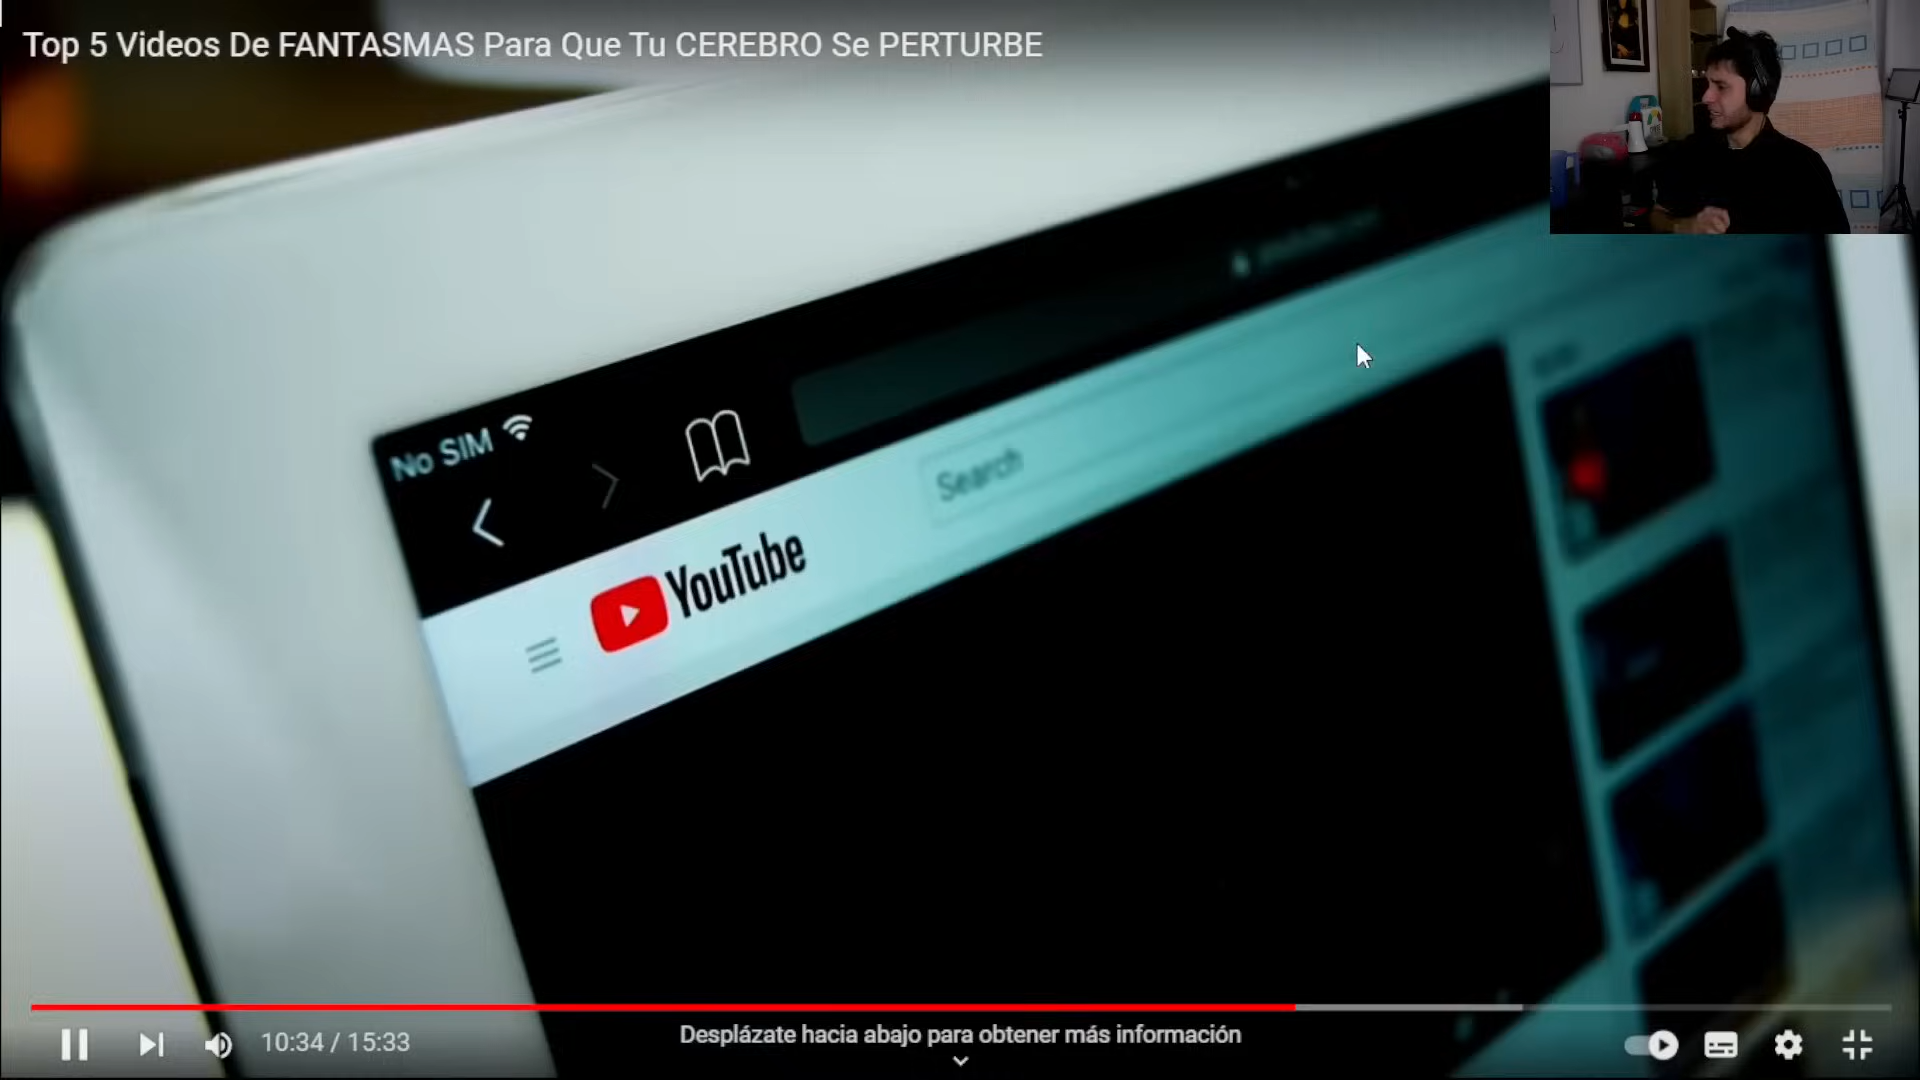 Top 5 Videos De FANTASMAS Para Que Tu CEREBRO Se PERTURBE
No SIM
Search
YouTube
10:34 / 15:33
Desplázate hacia abajo para obtener más información